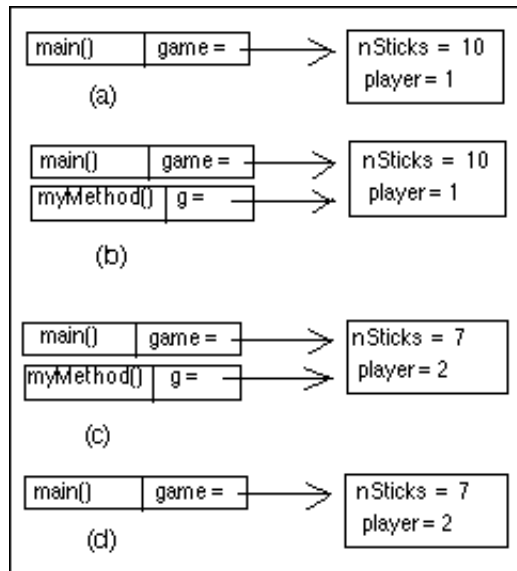 main() game = nSticks = 10
player = 1
(a)
main() game = nSticks = 10
myMethod() g = player = 1
(b)
main() game = nSticks = 7
myMethod() g = player = 2
(c)
main() game = nSticks = 7
player = 2
(d)